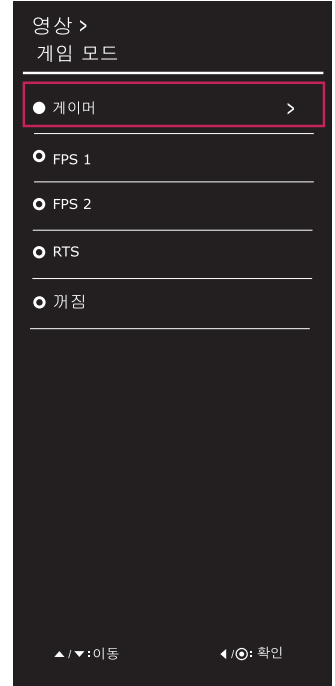 영상 >
게임 모드
게이머 >
FPS 1
FPS 2
RTS
꺼짐
▲/▼:이동 ◀/◉: 확인